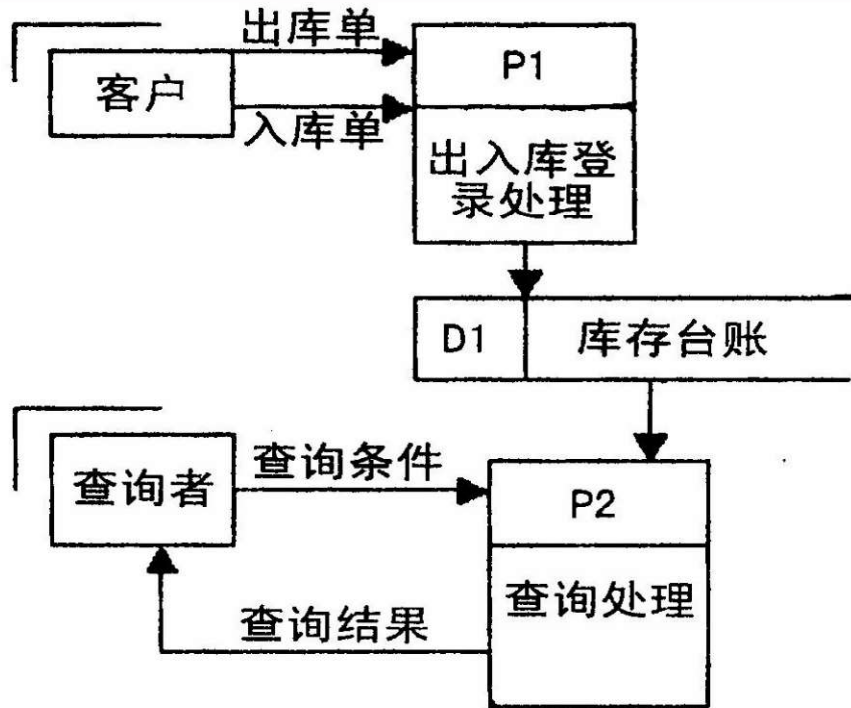 出库单
客户
入库单
P1
出入库登
录处理
D1
库存台账
查询者
查询条件
P2
查询处理
查询结果